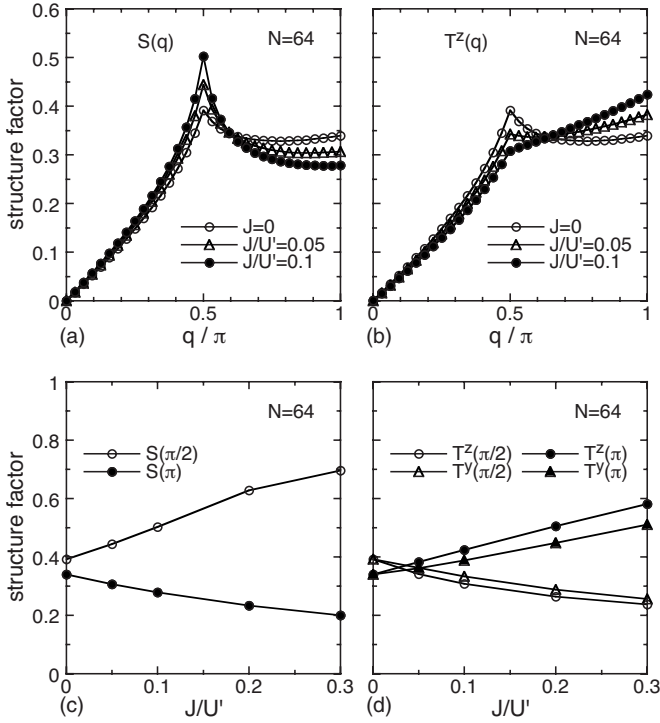 0.6
0.5
0.4
0.3
0.2
0.1
0
structure factor
S(q)
N=64
J=0
J/U'=0.05
J/U'=0.1
0
0.5
1
(a)
q / π
T^z(q)
N=64
J=0
J/U'=0.05
J/U'=0.1
0
0.5
1
(b)
q / π
1
0.8
0.6
0.4
0.2
0
structure factor
N=64
S(π/2)
S(π)
0
0.1
0.2
0.3
(c)
J/U'
N=64
T^z(π/2)
T^z(π)
T^y(π/2)
T^y(π)
0
0.1
0.2
0.3
(d)
J/U'